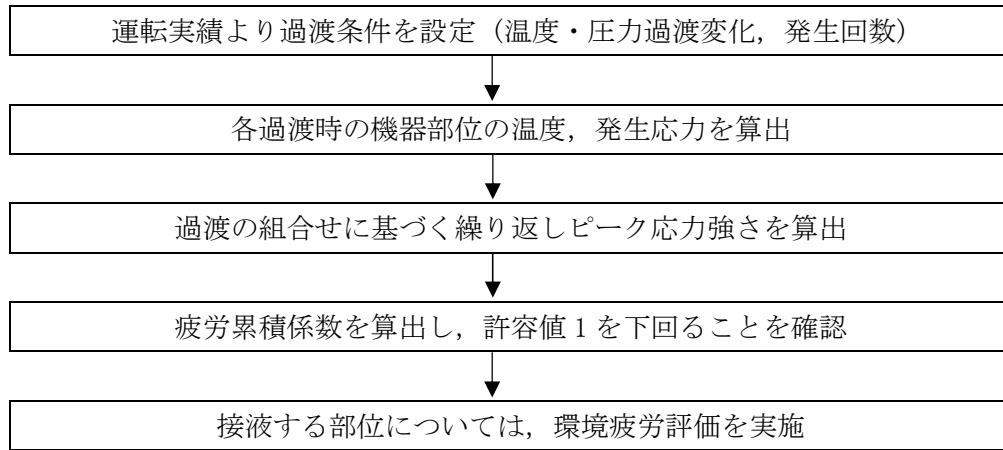 運転実績より過渡条件を設定（温度・圧力過渡変化，発生回数）
各過渡時の機器部位の温度，発生応力を算出
過渡の組合せに基づく繰り返しピーク応力強さを算出
疲労累積係数を算出し，許容値 1 を下回ることを確認
接液する部位については，環境疲労評価を実施